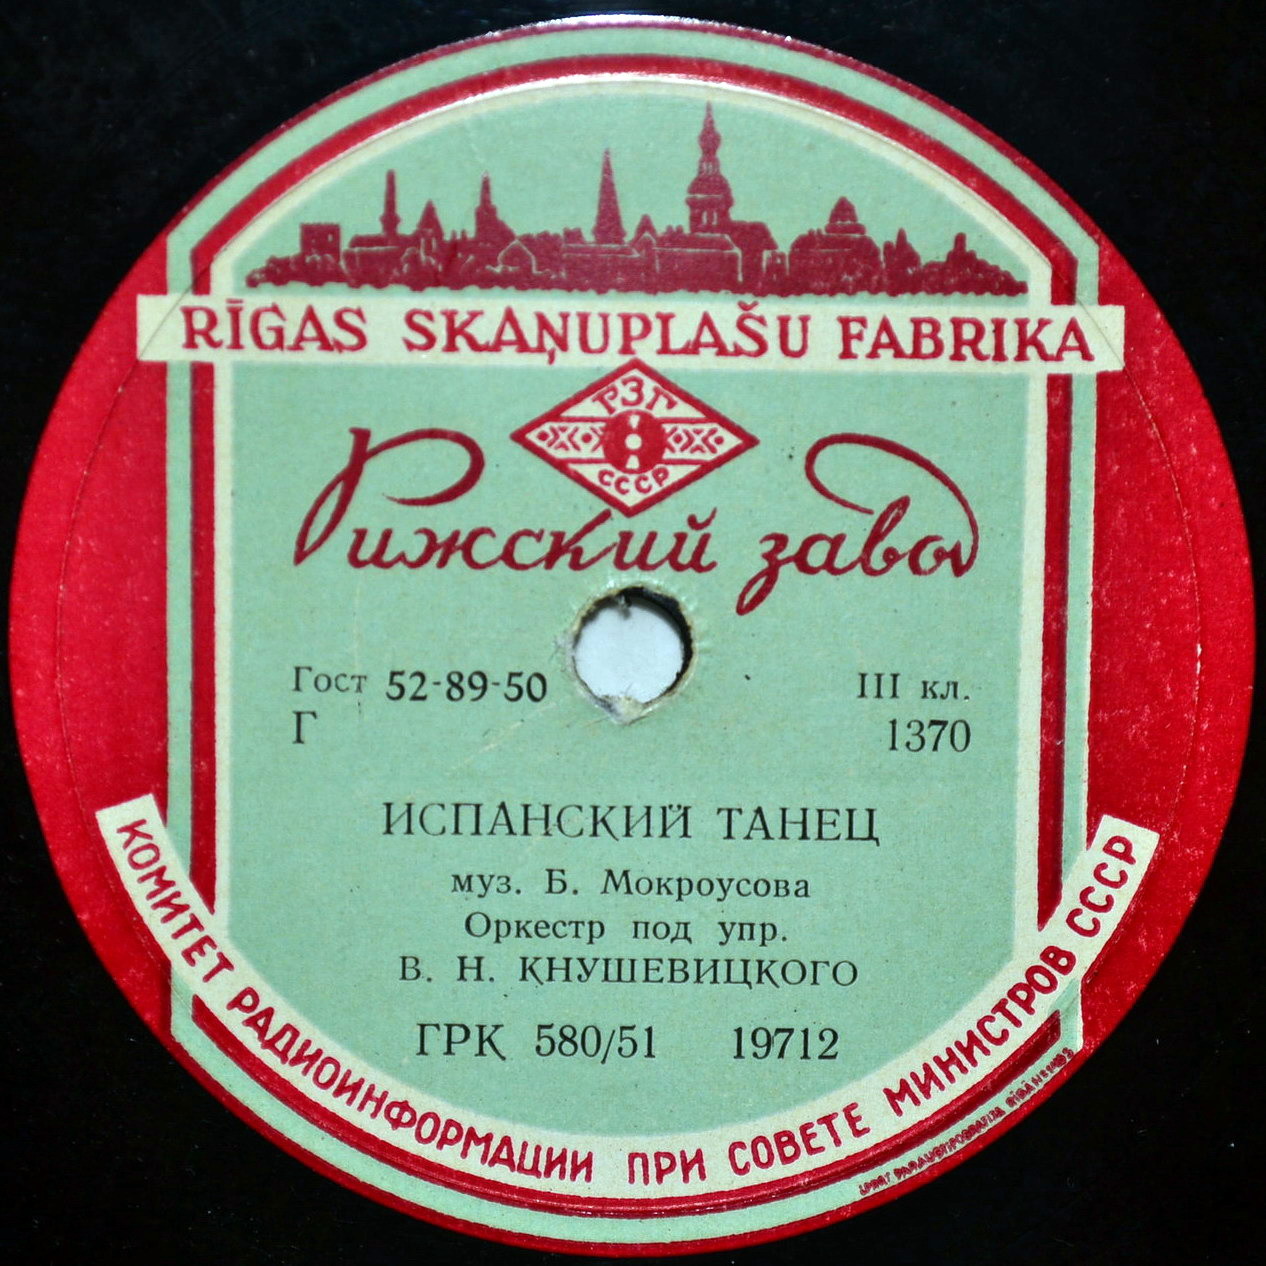 RĪGAS SKAŅUPLAŠU FABRIKA
РЗГ
СССР
Рижский завод
Гост 52-89-50
III кл.
Г
1370
ИСПАНСКИЙ ТАНЕЦ
муз. Б. Мокроусова
Оркестр под упр.
В. Н. КНУШЕВИЦКОГО
ГРК 580/51 19712
КОМИТЕТ РАДИОИНФОРМАЦИИ ПРИ СОВЕТЕ МИНИСТРОВ СССР